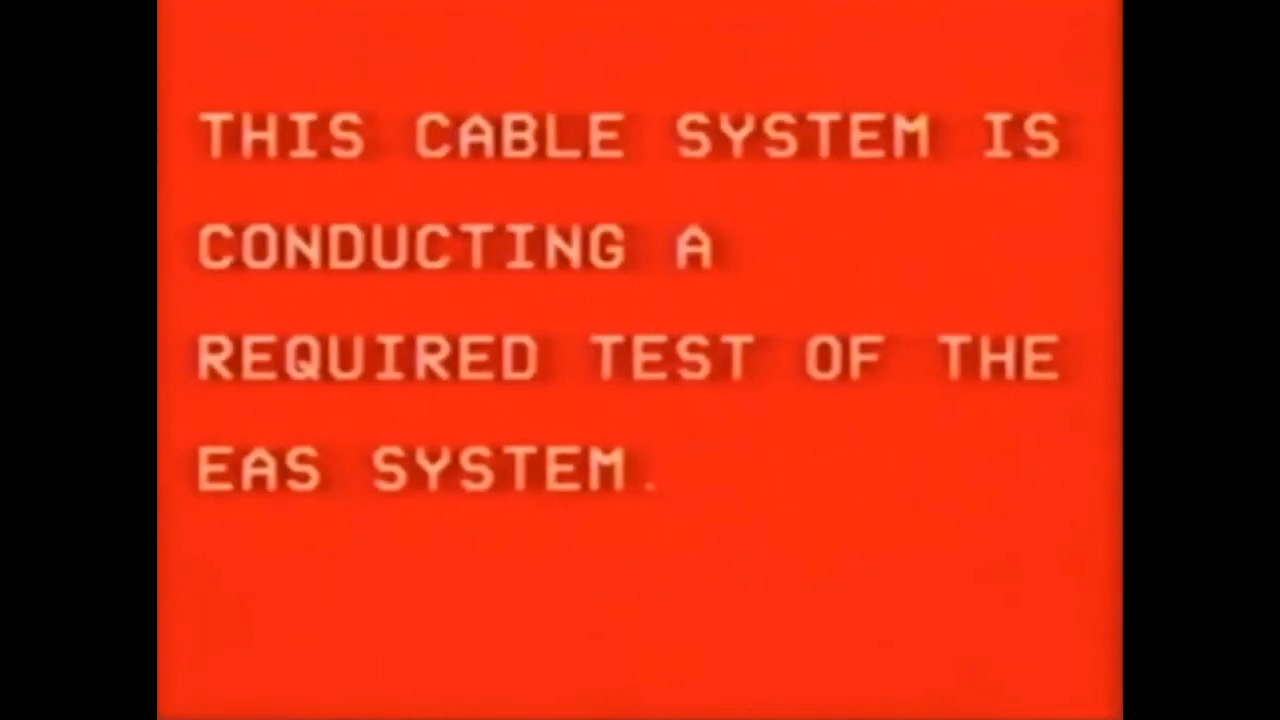 THIS CABLE SYSTEM IS
CONDUCTING A
REQUIRED TEST OF THE
EAS SYSTEM.